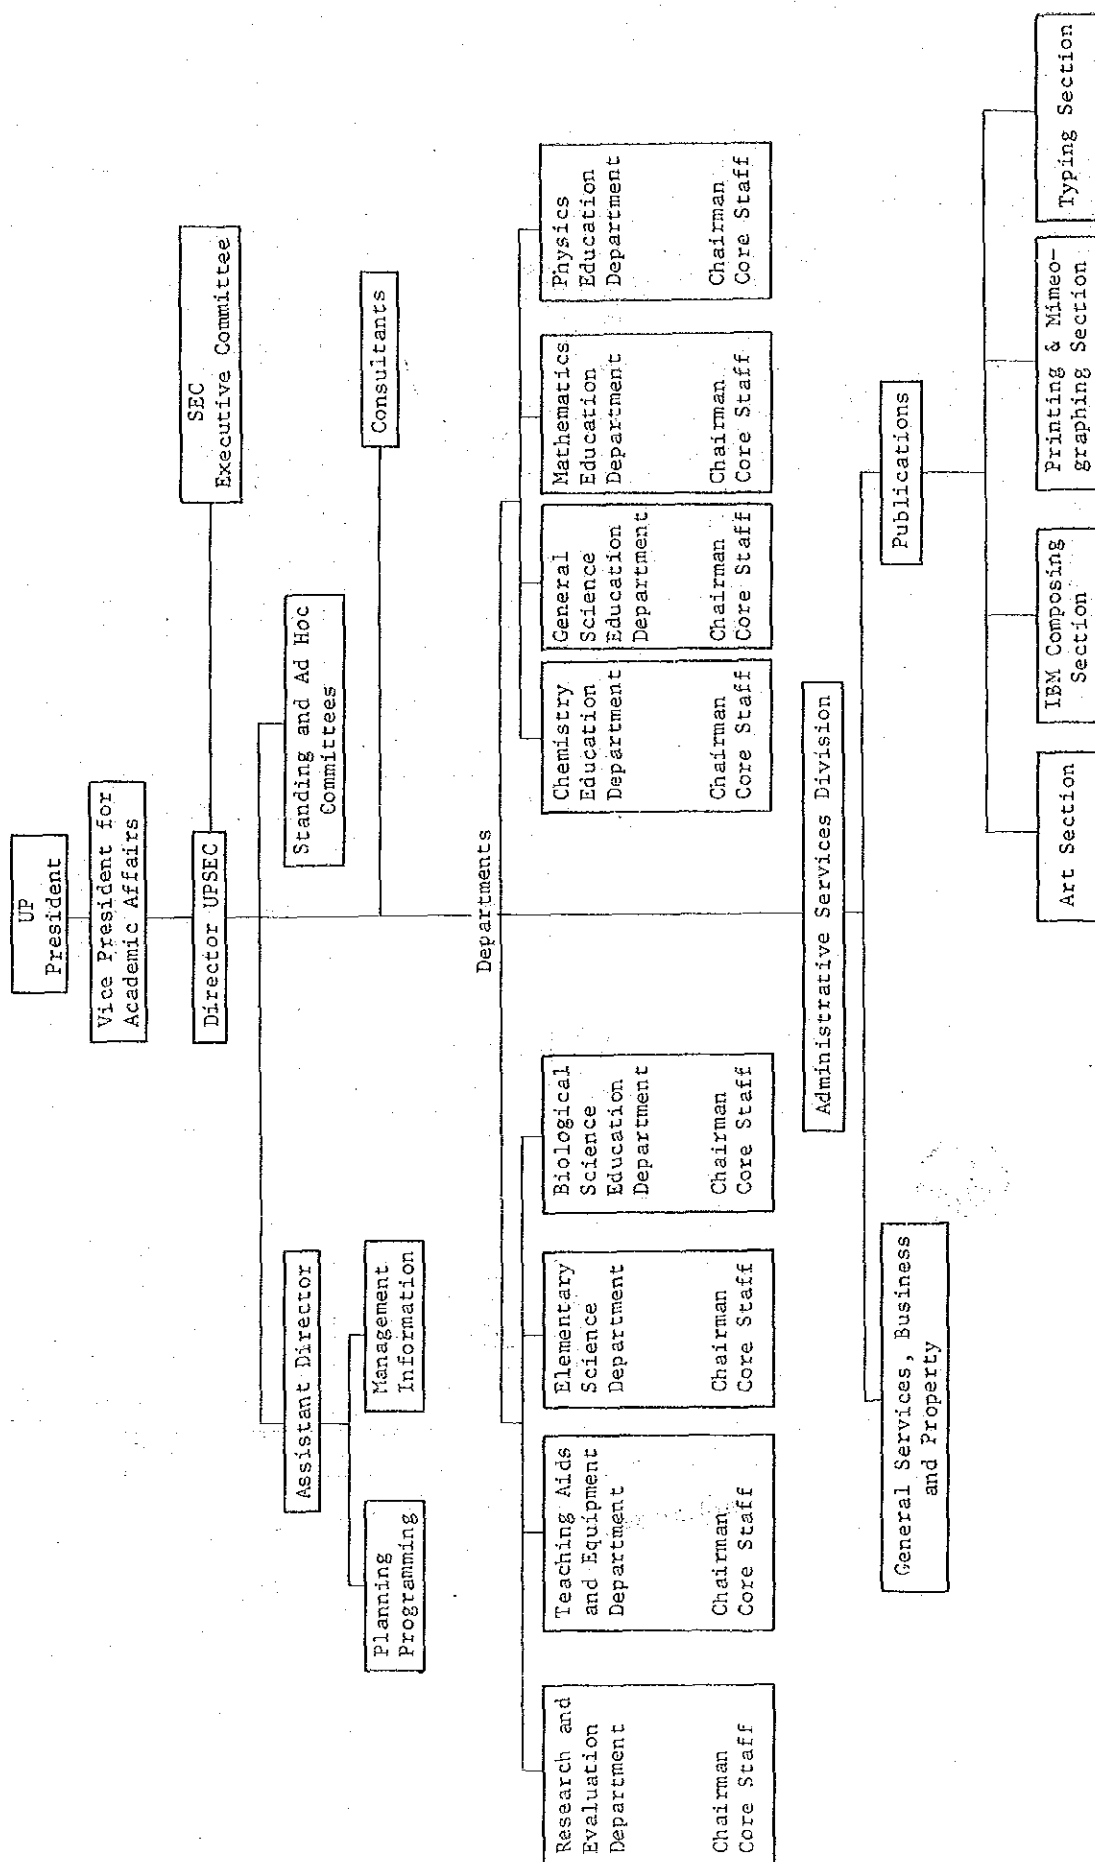 UP
President
Vice President for
Academic Affairs
Director UPSEC
SEC
Executive Committee
Assistant Director
Standing and Ad Hoc
Committees
Planning
Programming
Management
Information
Consultants
Departments
Research and
Evaluation
Department
Chairman
Core Staff
Teaching Aids
and Equipment
Department
Chairman
Core Staff
Elementary
Science
Department
Chairman
Core Staff
Biological
Science
Education
Department
Chairman
Core Staff
Chemistry
Education
Department
Chairman
Core Staff
General
Science
Education
Department
Chairman
Core Staff
Mathematics
Education
Department
Chairman
Core Staff
Physics
Education
Department
Chairman
Core Staff
Administrative Services Division
General Services, Business
and Property
Publications
Art Section
IBM Composing
Section
Printing & Mimeo-
graphing Section
Typing Section